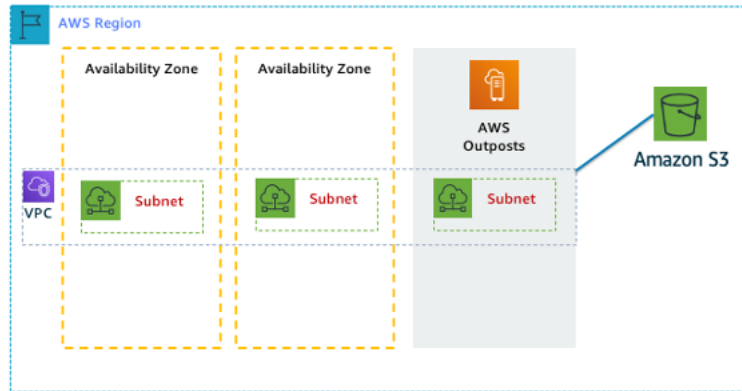 AWS Region
Availability Zone
Availability Zone
AWS
Outposts
Amazon S3
VPC
Subnet
Subnet
Subnet